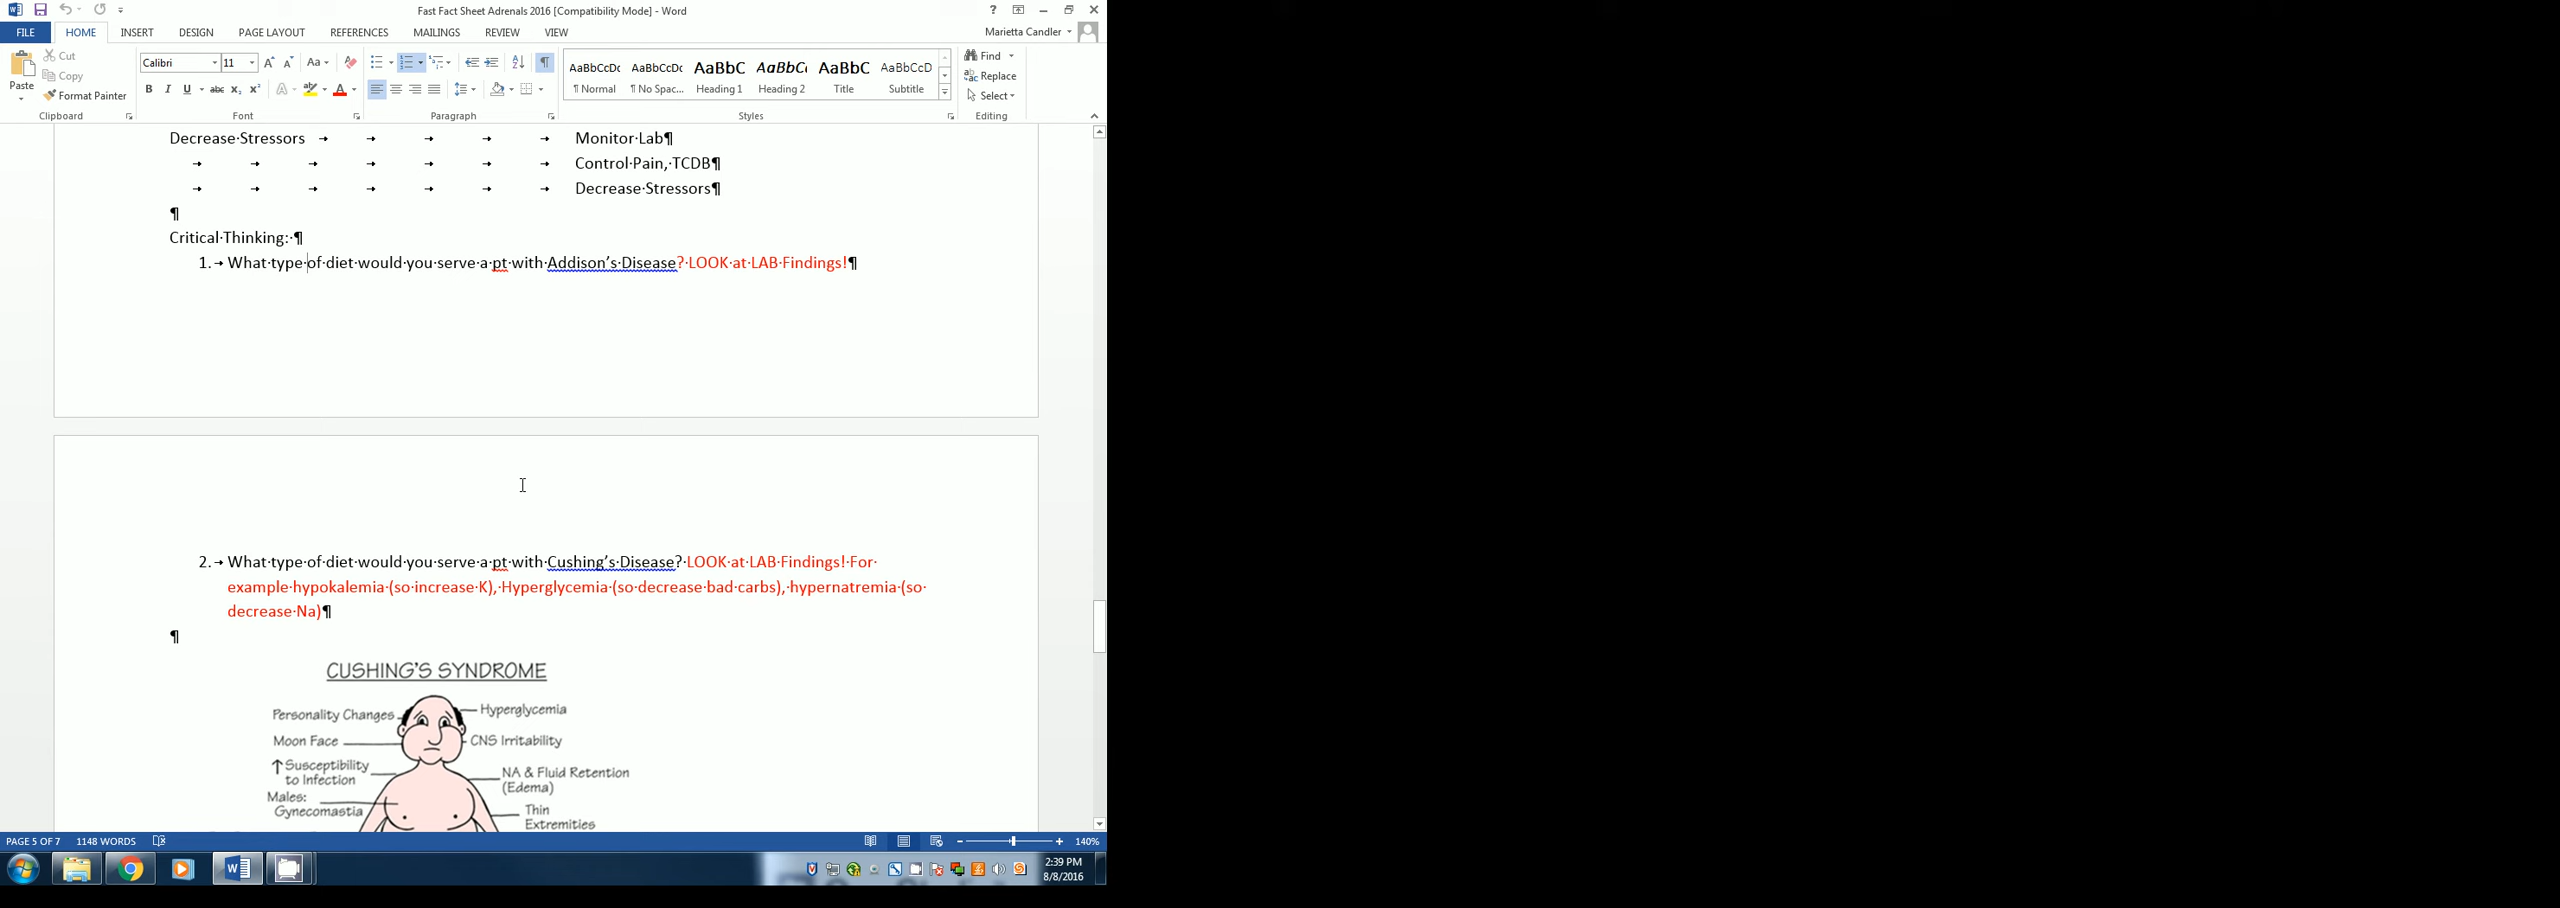 Fast Fact Sheet Adrenals 2016 [Compatibility Mode] - Word
FILE HOME INSERT DESIGN PAGE LAYOUT REFERENCES MAILINGS REVIEW VIEW Marietta Candler
Cut
Copy
Format Painter
Paste
Calibri 11
AaBbCcDc AaBbCcDc AaBbC AaBbCc AaBbC AaBbCcD
¶ Normal ¶ No Spac... Heading 1 Heading 2 Title Subtitle
Find
Replace
Select
Clipboard Font Paragraph Styles Editing
Decrease Stressors → → → → → Monitor Lab¶
→ → → → → → → Control Pain, TCDB¶
→ → → → → → → Decrease Stressors¶
¶
Critical Thinking: ¶
1. → What type of diet would you serve a pt with Addison’s Disease? LOOK at LAB Findings!¶
2. → What type of diet would you serve a pt with Cushing’s Disease? LOOK at LAB Findings! For
example hypokalemia (so increase K), Hyperglycemia (so decrease bad carbs), hypernatremia (so
decrease Na)¶
¶
CUSHING'S SYNDROME
Personality Changes
Hyperglycemia
Moon Face
CNS Irritability
↑ Susceptibility
to Infection
NA & Fluid Retention
(Edema)
Males:
Gynecomastia
Thin
Extremities
PAGE 5 OF 7 1148 WORDS 140%
2:39 PM
8/8/2016